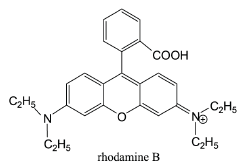 COOH
C₂H₅
N
C₂H₅
O
N⁺
C₂H₅
C₂H₅
rhodamine B